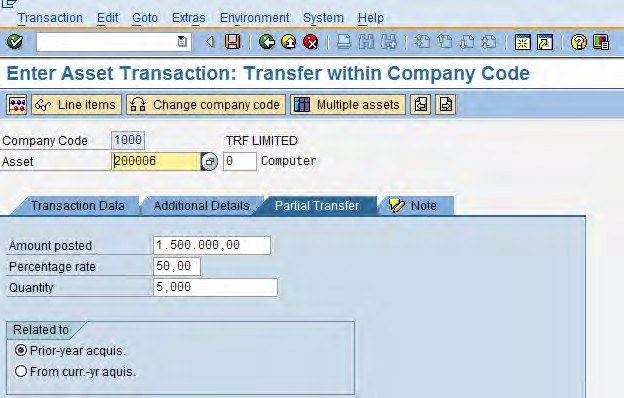 Transaction Edit Goto Extras Environment System Help
Enter Asset Transaction: Transfer within Company Code
Line items Change company code Multiple assets
Company Code 1000 TRF LIMITED
Asset 200006 0 Computer
Transaction Data Additional Details Partial Transfer Note
Amount posted 1.500.000,00
Percentage rate 50,00
Quantity 5,000
Related to
Prior-year acquis.
From curr.-yr aquis.